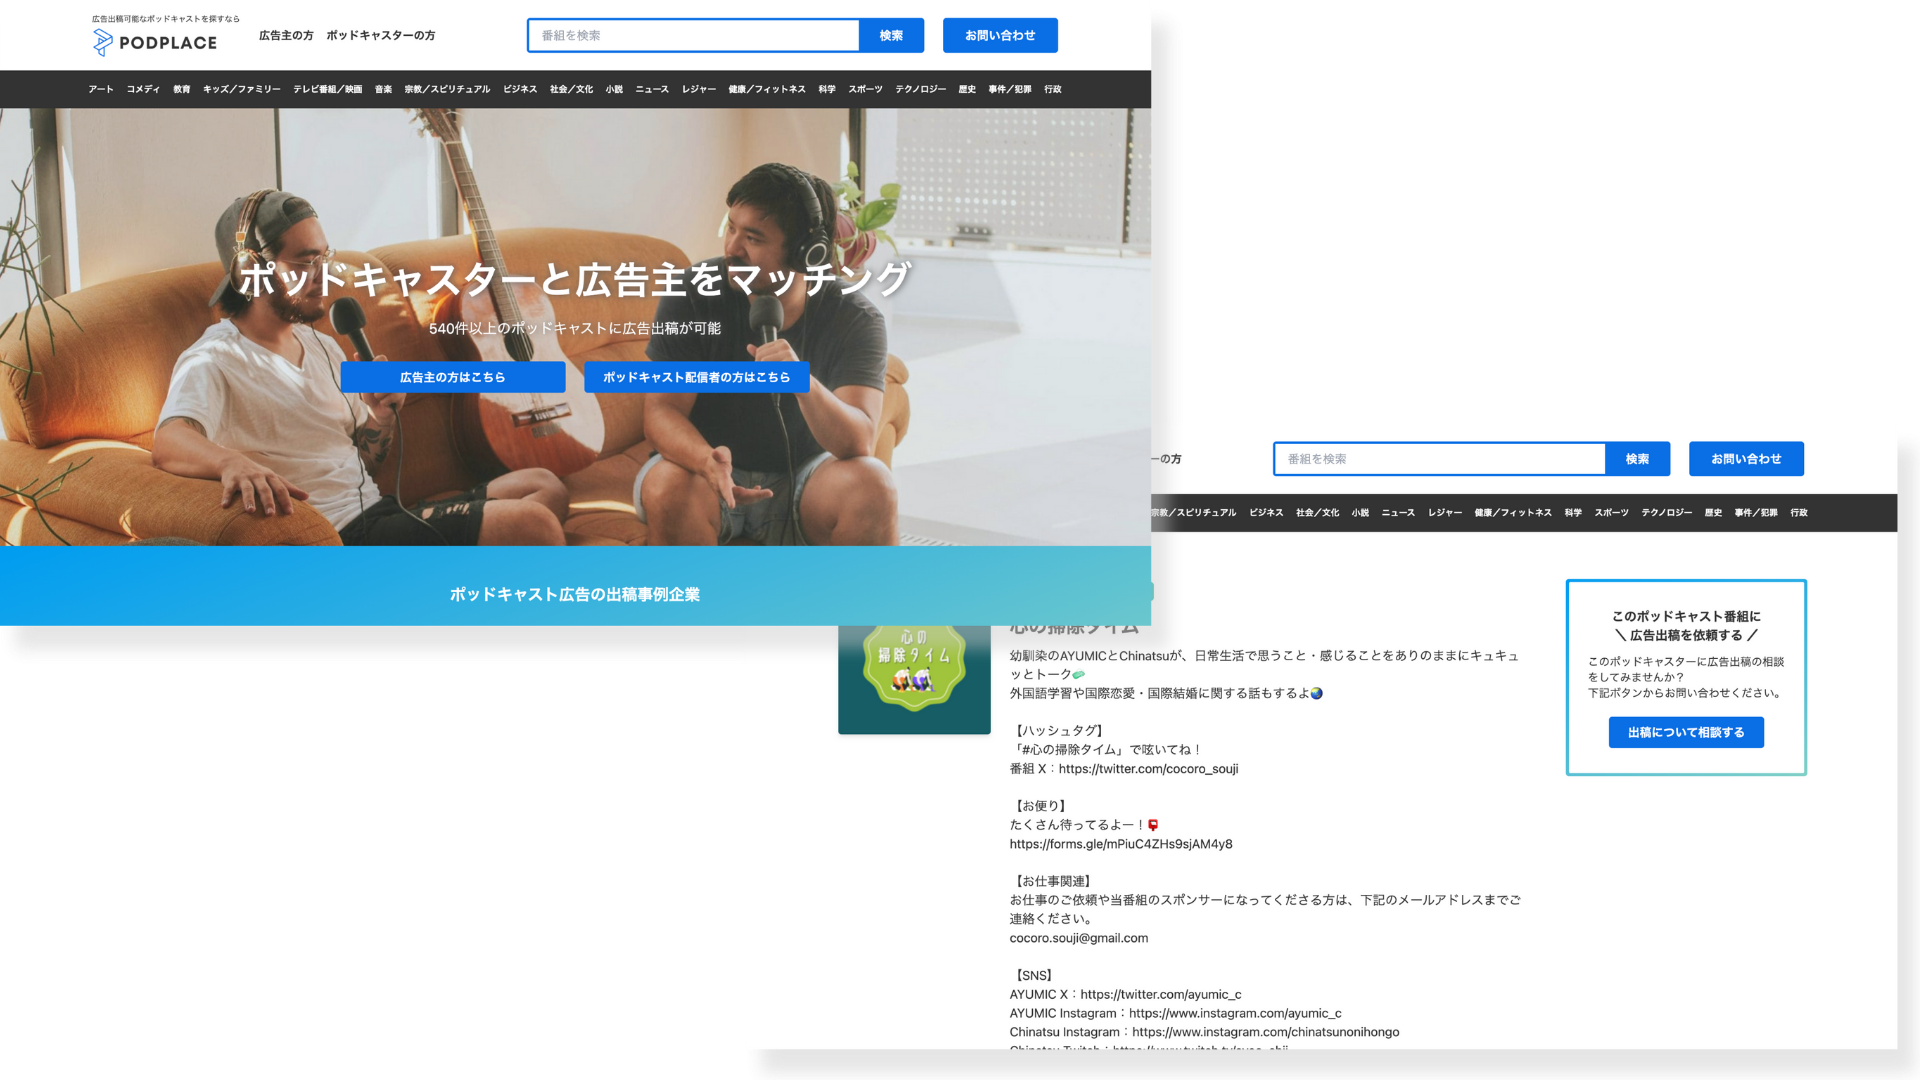 広告出稿可能なポッドキャストを探すなら
PODPLACE
広告主の方 ポッドキャスターの方
番組を検索
検索
お問い合わせ
アート コメディ 教育 キッズ／ファミリー テレビ番組／映画 音楽 宗教／スピリチュアル ビジネス 社会／文化 小説 ニュース レジャー 健康／フィットネス 科学 スポーツ テクノロジー 歴史 事件／犯罪 行政
ポッドキャスターと広告主をマッチング
540件以上のポッドキャストに広告出稿が可能
広告主の方はこちら
ポッドキャスト配信者の方はこちら
ポッドキャスト広告の出稿事例企業
ーの方
番組を検索
検索
お問い合わせ
宗教／スピリチュアル ビジネス 社会／文化 小説 ニュース レジャー 健康／フィットネス 科学 スポーツ テクノロジー 歴史 事件／犯罪 行政
心の
掃除タイム
心の掃除タイム
幼馴染のAYUMICとChinatsuが、日常生活で思うこと・感じることをありのままにキュキュ
ッとトーク🧼
外国語学習や国際恋愛・国際結婚に関する話もするよ🌏
【ハッシュタグ】
「#心の掃除タイム」で呟いてね！
番組 X：https://twitter.com/cocoro_souji
【お便り】
たくさん待ってるよー！📮
https://forms.gle/mPiuC4ZHs9sjAM4y8
【お仕事関連】
お仕事のご依頼や当番組のスポンサーになってくださる方は、下記のメールアドレスまでご
連絡ください。
cocoro.souji@gmail.com
【SNS】
AYUMIC X：https://twitter.com/ayumic_c
AYUMIC Instagram：https://www.instagram.com/ayumic_c
Chinatsu Instagram：https://www.instagram.com/chinatsunonihongo
このポッドキャスト番組に
＼ 広告出稿を依頼する ／
このポッドキャスターに広告出稿の相談
をしてみませんか？
下記ボタンからお問い合わせください。
出稿について相談する